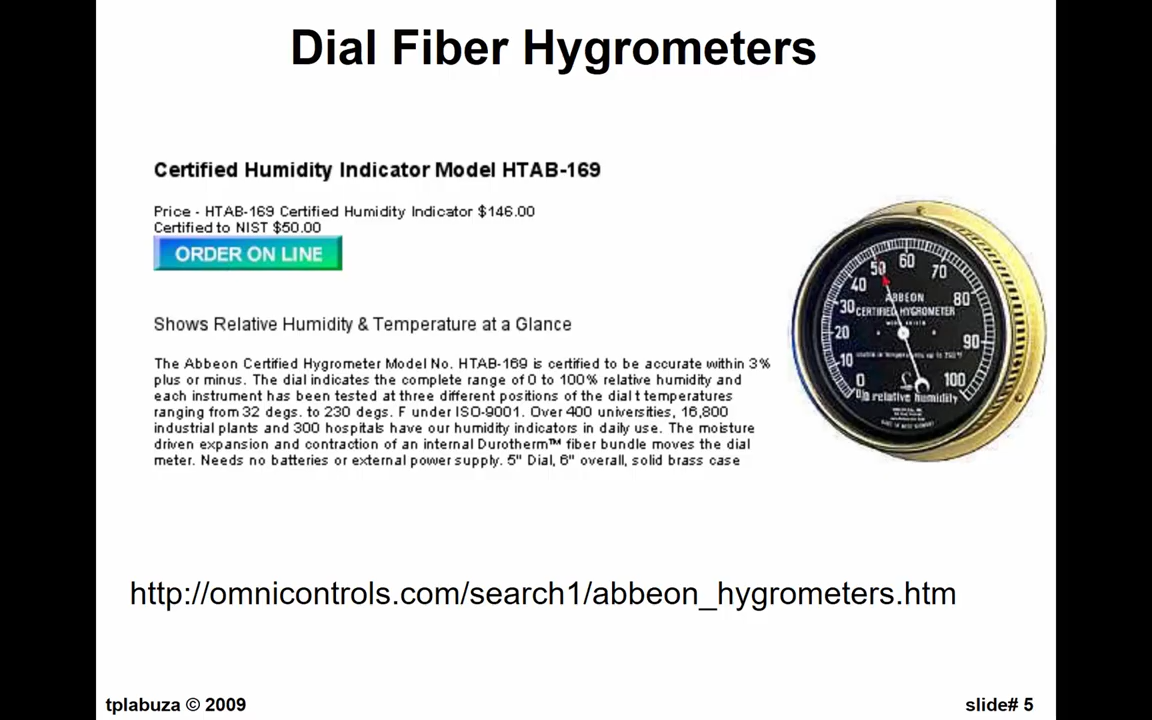 Dial Fiber Hygrometers
Certified Humidity Indicator Model HTAB-169
Price - HTAB-169 Certified Humidity Indicator $146.00
Certified to NIST $50.00
ORDER ON LINE
Shows Relative Humidity & Temperature at a Glance
The Abbeon Certified Hygrometer Model No. HTAB-169 is certified to be accurate within 3%
plus or minus. The dial indicates the complete range of 0 to 100% relative humidity and
each instrument has been tested at three different positions of the dial t temperatures
ranging from 32 degs. to 230 degs. F under ISO-9001. Over 400 universities, 16,800
industrial plants and 300 hospitals have our humidity indicators in daily use. The moisture
driven expansion and contraction of an internal Durotherm™ fiber bundle moves the dial
meter. Needs no batteries or external power supply. 5" Dial, 6" overall, solid brass case
0 10 20 30 40 50 60 70 80 90 100
ABBEON
CERTIFIED HYGROMETER
% relative humidity
http://omnicontrols.com/search1/abbeon_hygrometers.htm
tplabuza © 2009
slide# 5